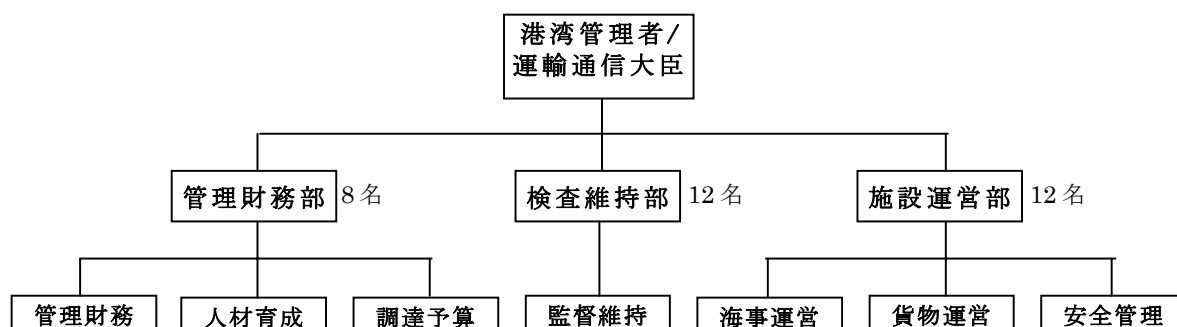 港湾管理者/
運輸通信大臣
管理財務部 8名
検査維持部 12名
施設運営部 12名
管理財務
人材育成
調達予算
監督維持
海事運営
貨物運営
安全管理